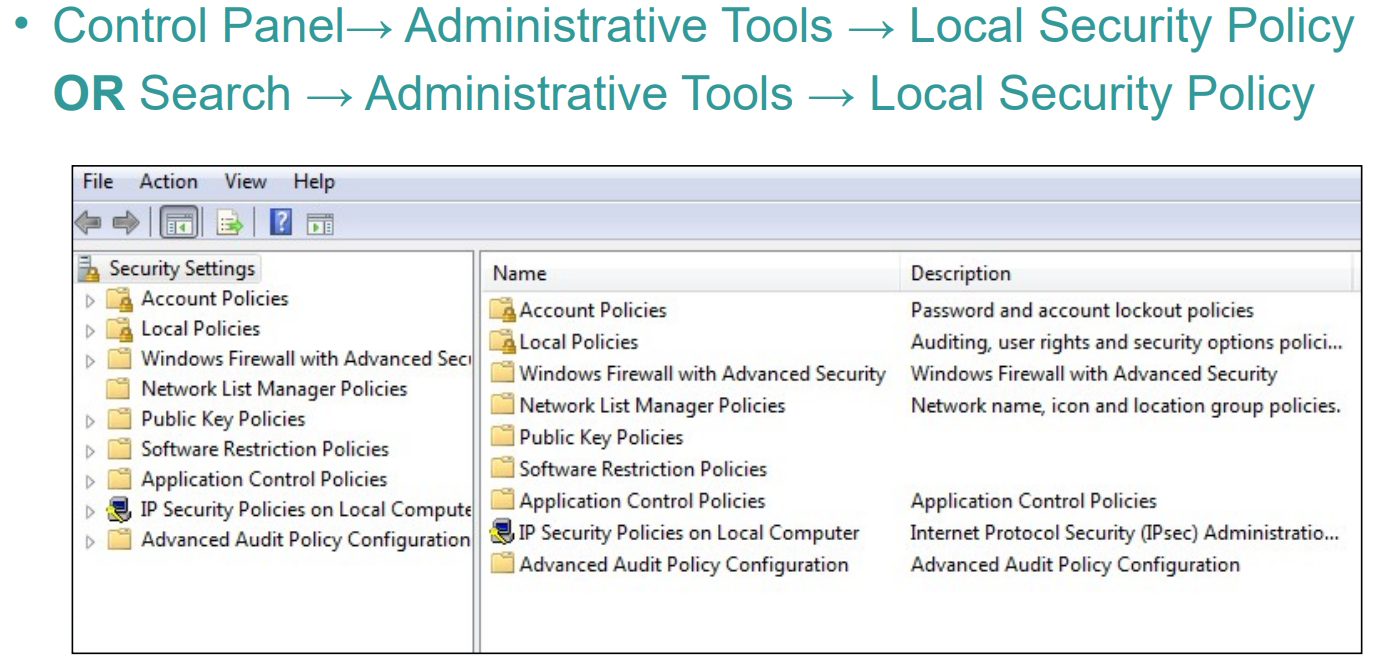 • Control Panel→ Administrative Tools → Local Security Policy
OR Search → Administrative Tools → Local Security Policy
File Action View Help
Security Settings
Account Policies
Local Policies
Windows Firewall with Advanced Secu
Network List Manager Policies
Public Key Policies
Software Restriction Policies
Application Control Policies
IP Security Policies on Local Compute
Advanced Audit Policy Configuration
Name Description
Account Policies Password and account lockout policies
Local Policies Auditing, user rights and security options polici...
Windows Firewall with Advanced Security Windows Firewall with Advanced Security
Network List Manager Policies Network name, icon and location group policies.
Public Key Policies
Software Restriction Policies
Application Control Policies Application Control Policies
IP Security Policies on Local Computer Internet Protocol Security (IPsec) Administratio...
Advanced Audit Policy Configuration Advanced Audit Policy Configuration